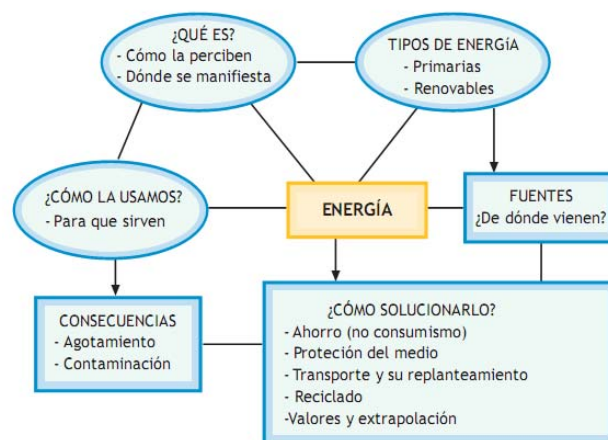 ¿QUÉ ES?
- Cómo la perciben
- Dónde se manifiesta
TIPOS DE ENERGÍA
- Primarias
- Renovables
¿CÓMO LA USAMOS?
- Para que sirven
ENERGÍA
FUENTES
¿De dónde vienen?
CONSECUENCIAS
- Agotamiento
- Contaminación
¿CÓMO SOLUCIONARLO?
- Ahorro (no consumismo)
- Proteción del medio
- Transporte y su replanteamiento
- Reciclado
-Valores y extrapolación